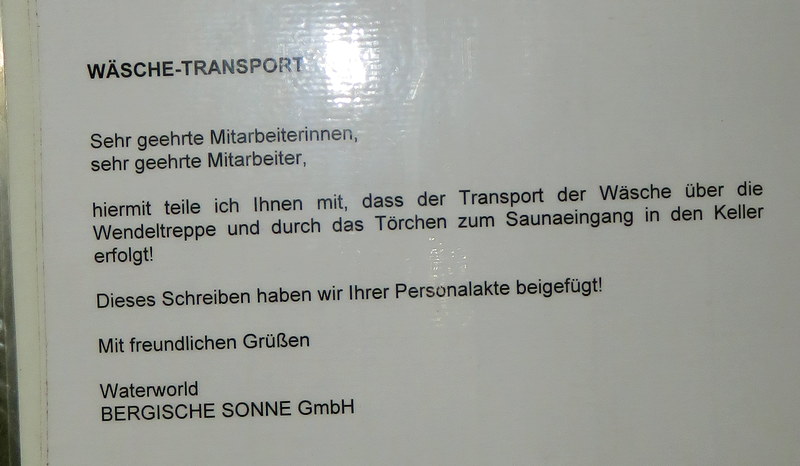 WÄSCHE-TRANSPORT
Sehr geehrte Mitarbeiterinnen,
sehr geehrte Mitarbeiter,
hiermit teile ich Ihnen mit, dass der Transport der Wäsche über die
Wendeltreppe und durch das Törchen zum Saunaeingang in den Keller
erfolgt!
Dieses Schreiben haben wir Ihrer Personalakte beigefügt!
Mit freundlichen Grüßen
Waterworld
BERGISCHE SONNE GmbH